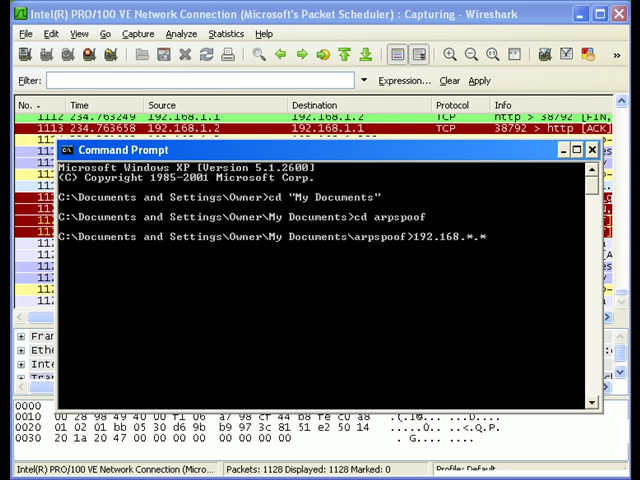 Intel(R) PRO/100 VE Network Connection (Microsoft's Packet Scheduler) : Capturing - Wireshark
File Edit View Go Capture Analyze Statistics Help
Filter: Expression... Clear Apply
No. Time Source Destination Protocol Info
1112 234.763249 192.168.1.1 192.168.1.2 TCP http > 38792 [FIN,
1113 234.763658 192.168.1.2 192.168.1.1 TCP 38792 > http [ACK]
Command Prompt
Microsoft Windows XP [Version 5.1.2600]
(C) Copyright 1985-2001 Microsoft Corp.
C:\Documents and Settings\Owner>cd "My Documents"
C:\Documents and Settings\Owner\My Documents>cd arpspoof
C:\Documents and Settings\Owner\My Documents\arpspoof>192.168.*.*
Fran
Ethe
Inte
Tran
0000
0010 00 28 98 49 40 00 f1 06 a7 98 cf 44 b8 fe c0 a8 .(.I@... ...D....
0020 01 02 01 bb 05 30 d6 9b b9 97 3c 81 51 e2 50 14 .....0.. ..<.Q.P.
0030 20 1a 20 47 00 00 00 00 00 00 00 00 . G.... ....
Intel(R) PRO/100 VE Network Connection (Micro... Packets: 1128 Displayed: 1128 Marked: 0 Profile: Default